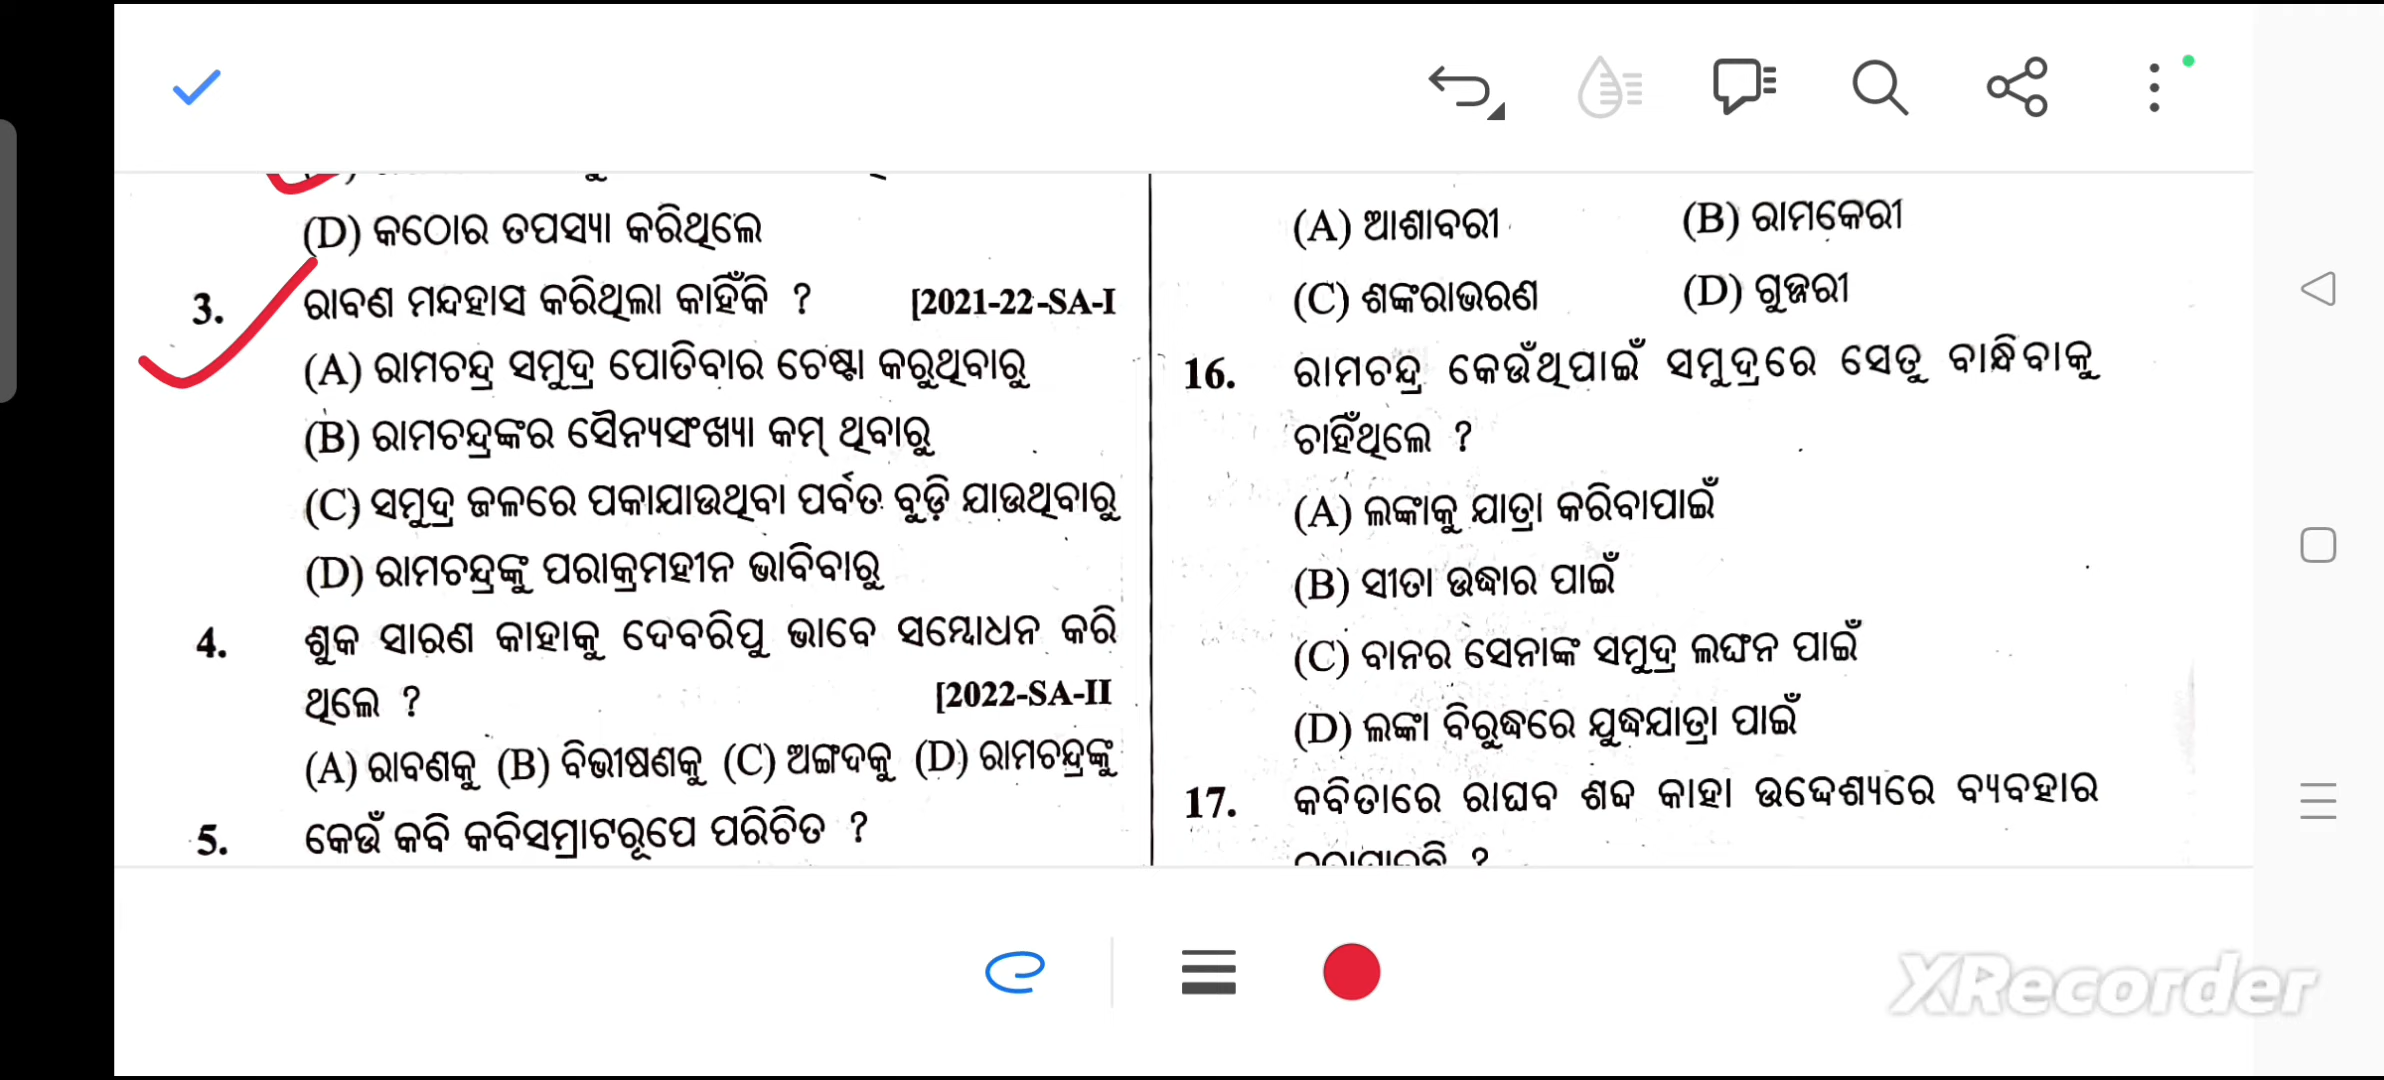 (D) କଠୋର ତପସ୍ୟା କରିଥିଲେ
3. ରାବଣ ମନ୍ଦହାସ କରିଥିଲା କାହିଁକି ? [2021-22-SA-I
(A) ରାମଚନ୍ଦ୍ର ସମୁଦ୍ର ପୋତିବାର ଚେଷ୍ଟା କରୁଥିବାରୁ
(B) ରାମଚନ୍ଦ୍ରଙ୍କର ସୈନ୍ୟସଂଖ୍ୟା କମ୍ ଥିବାରୁ
(C) ସମୁଦ୍ର ଜଳରେ ପକାଯାଉଥିବା ପର୍ବତ ବୁଡ଼ି ଯାଉଥିବାରୁ
(D) ରାମଚନ୍ଦ୍ରଙ୍କୁ ପରାକ୍ରମହୀନ ଭାବିବାରୁ
4. ଶୁକ ସାରଣ କାହାକୁ ଦେବରିପୁ ଭାବେ ସମ୍ବୋଧନ କରି
ଥିଲେ ? [2022-SA-II
(A) ରାବଣକୁ (B) ବିଭୀଷଣକୁ (C) ଅଙ୍ଗଦକୁ (D) ରାମଚନ୍ଦ୍ରଙ୍କୁ
5. କେଉଁ କବି କବିସମ୍ରାଟରୂପେ ପରିଚିତ ?
(A) ଆଶାବରୀ (B) ରାମକେରୀ
(C) ଶଙ୍କରାଭରଣ (D) ଗୁଜ୍ଜରୀ
16. ରାମଚନ୍ଦ୍ର କେଉଁଥିପାଇଁ ସମୁଦ୍ରରେ ସେତୁ ବାନ୍ଧିବାକୁ
ଚାହିଁଥିଲେ ?
(A) ଲଙ୍କାକୁ ଯାତ୍ରା କରିବାପାଇଁ
(B) ସୀତା ଉଦ୍ଧାର ପାଇଁ
(C) ବାନର ସେନାଙ୍କ ସମୁଦ୍ର ଲଙ୍ଘନ ପାଇଁ
(D) ଲଙ୍କା ବିରୁଦ୍ଧରେ ଯୁଦ୍ଧଯାତ୍ରା ପାଇଁ
17. କବିତାରେ ରାଘବ ଶବ୍ଦ କାହା ଉଦ୍ଦେଶ୍ୟରେ ବ୍ୟବହାର
XRecorder